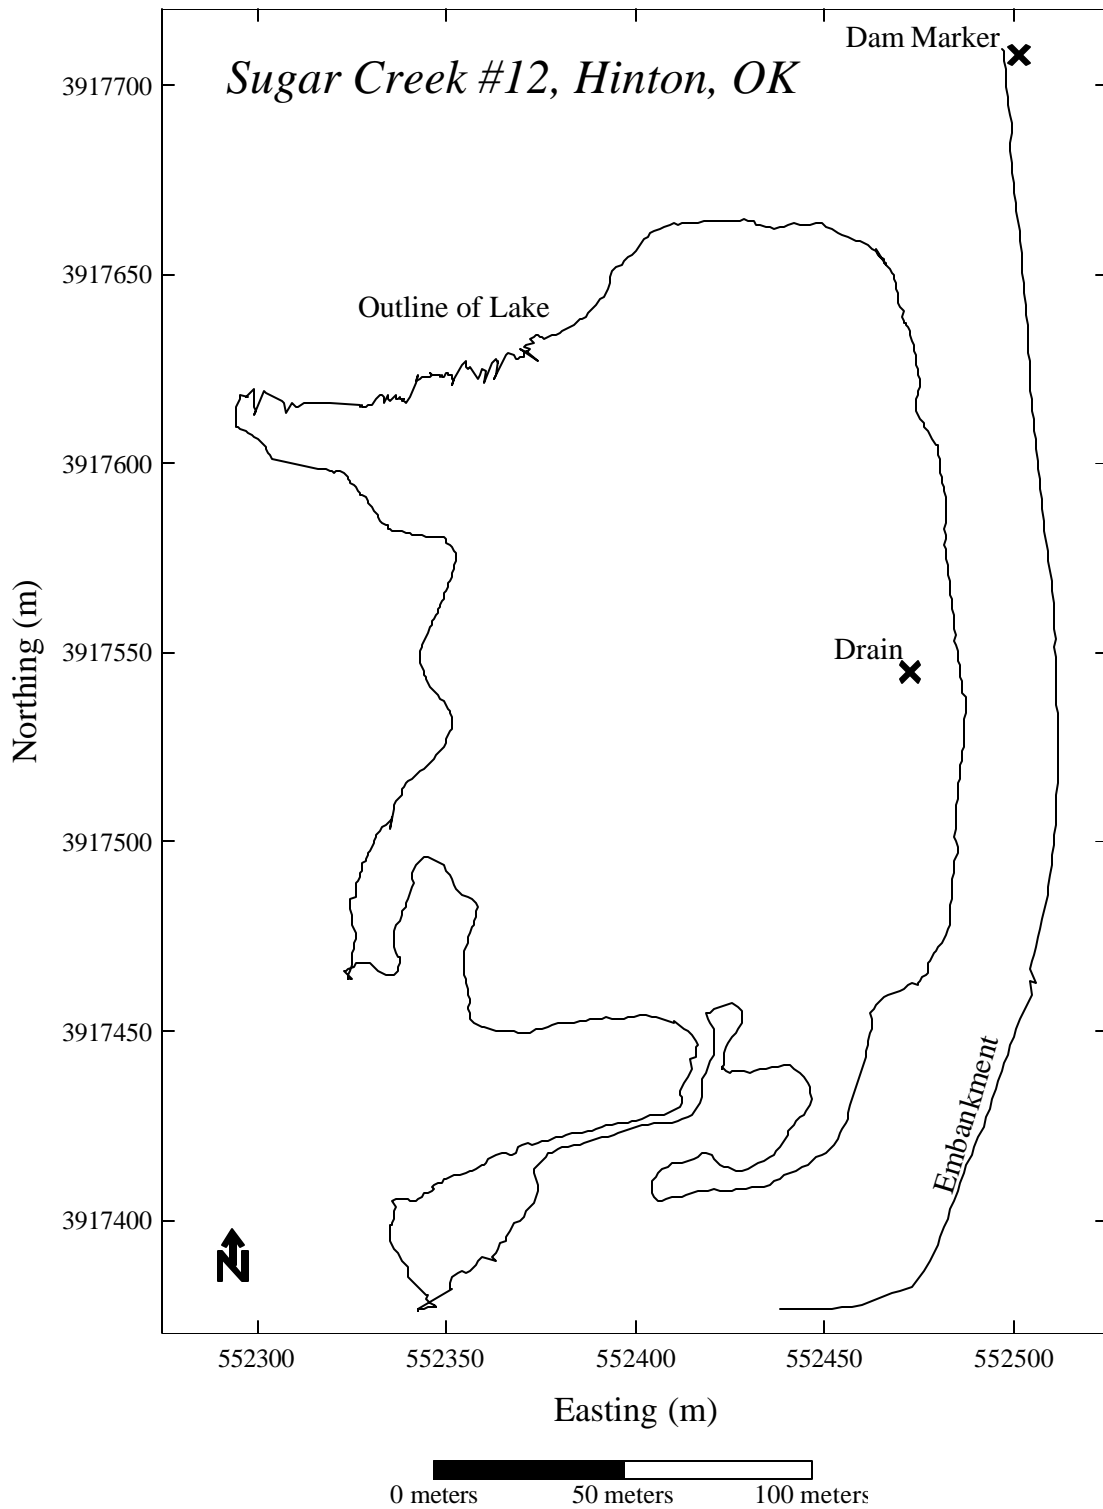 Dam Marker
Sugar Creek #12, Hinton, OK
3917700
3917650
Outline of Lake
3917600
Northing (m)
3917550
Drain
3917500
3917450
Embankment
3917400
N
552300 552350 552400 552450 552500
Easting (m)
0 meters 50 meters 100 meters